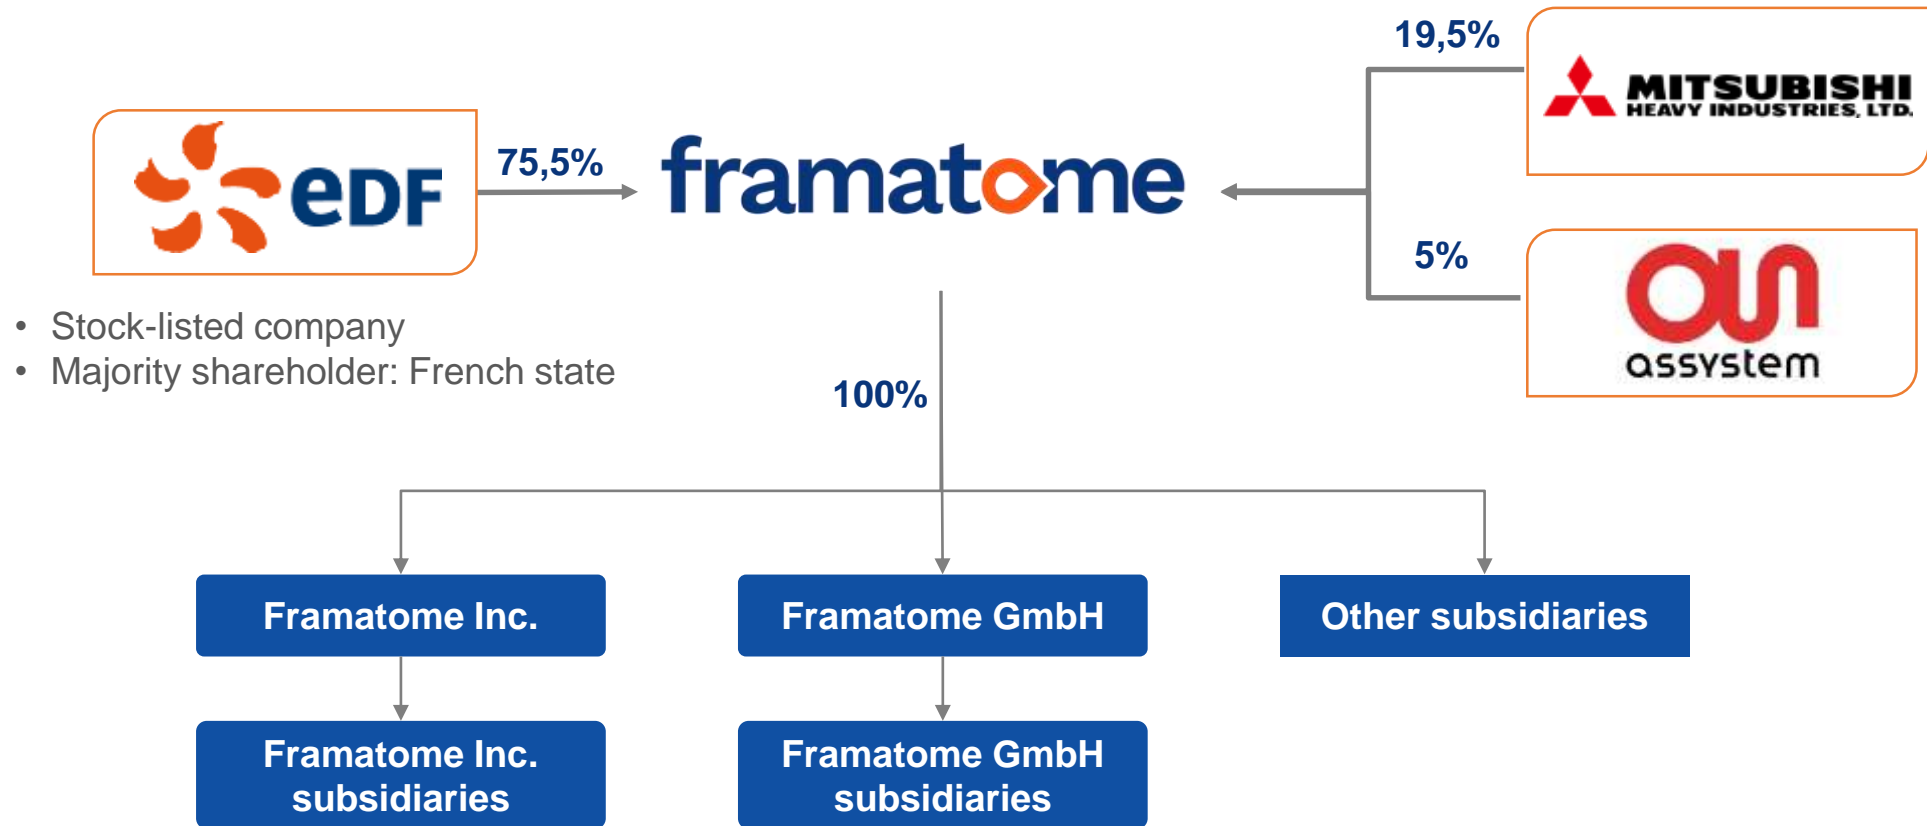 19,5%
MITSUBISHI
HEAVY INDUSTRIES, LTD.
eDF
75,5%
framatome
5%
assystem
• Stock-listed company
• Majority shareholder: French state
100%
Framatome Inc.
Framatome GmbH
Other subsidiaries
Framatome Inc.
subsidiaries
Framatome GmbH
subsidiaries